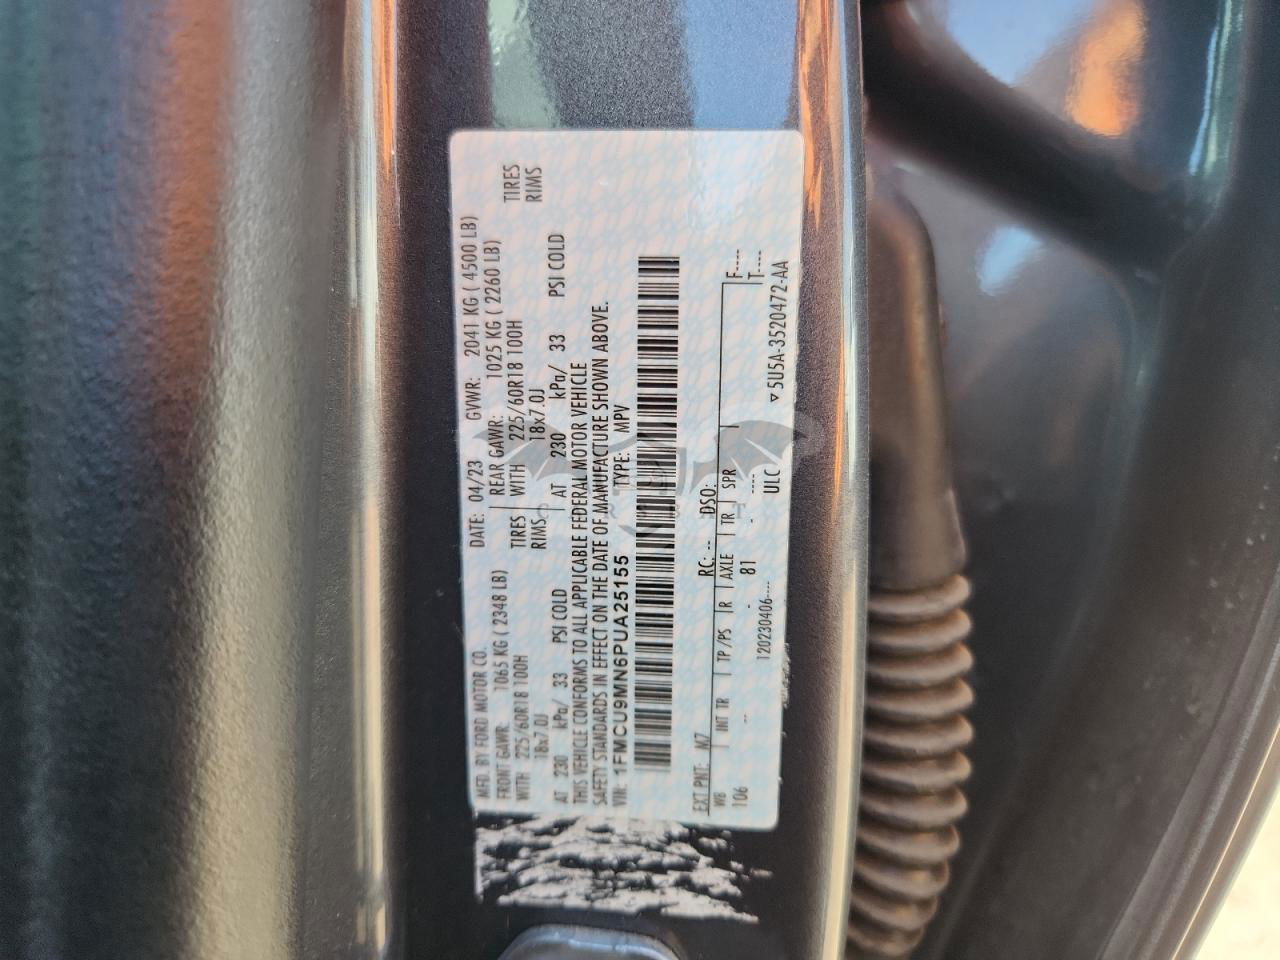 MFD. BY FORD MOTOR CO.
DATE: 04/23 GVWR: 2041 KG ( 4500 LB)
FRONT GAWR: 1065 KG ( 2348 LB)
REAR GAWR: 1025 KG ( 2260 LB)
WITH 225/60R18 100H TIRES
WITH 225/60R18 100H TIRES
18x7.0J RIMS
18x7.0J RIMS
AT 230 kPa/ 33 PSI COLD
AT 230 kPa/ 33 PSI COLD
THIS VEHICLE CONFORMS TO ALL APPLICABLE FEDERAL MOTOR VEHICLE
SAFETY STANDARDS IN EFFECT ON THE DATE OF MANUFACTURE SHOWN ABOVE.
VIN: 1FMCU9MN6PUA25155 TYPE: MPV
EXT PNT: M7 RC: -- DSO:
WB INT TR TP/PS R AXLE TR SPR F----
106 -- - 81 - ---- T----
120230406---- ULC ▾5U5A-3520472-AA